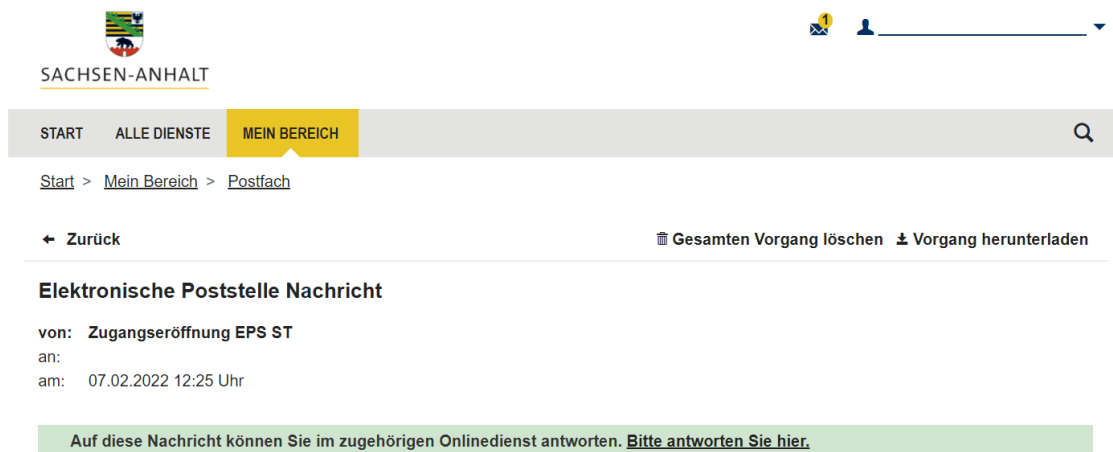 1
SACHSEN-ANHALT
START ALLE DIENSTE MEIN BEREICH
Start > Mein Bereich > Postfach
Zurück Gesamten Vorgang löschen Vorgang herunterladen
Elektronische Poststelle Nachricht
von: Zugangseröffnung EPS ST
an:
am: 07.02.2022 12:25 Uhr
Auf diese Nachricht können Sie im zugehörigen Onlinedienst antworten. Bitte antworten Sie hier.